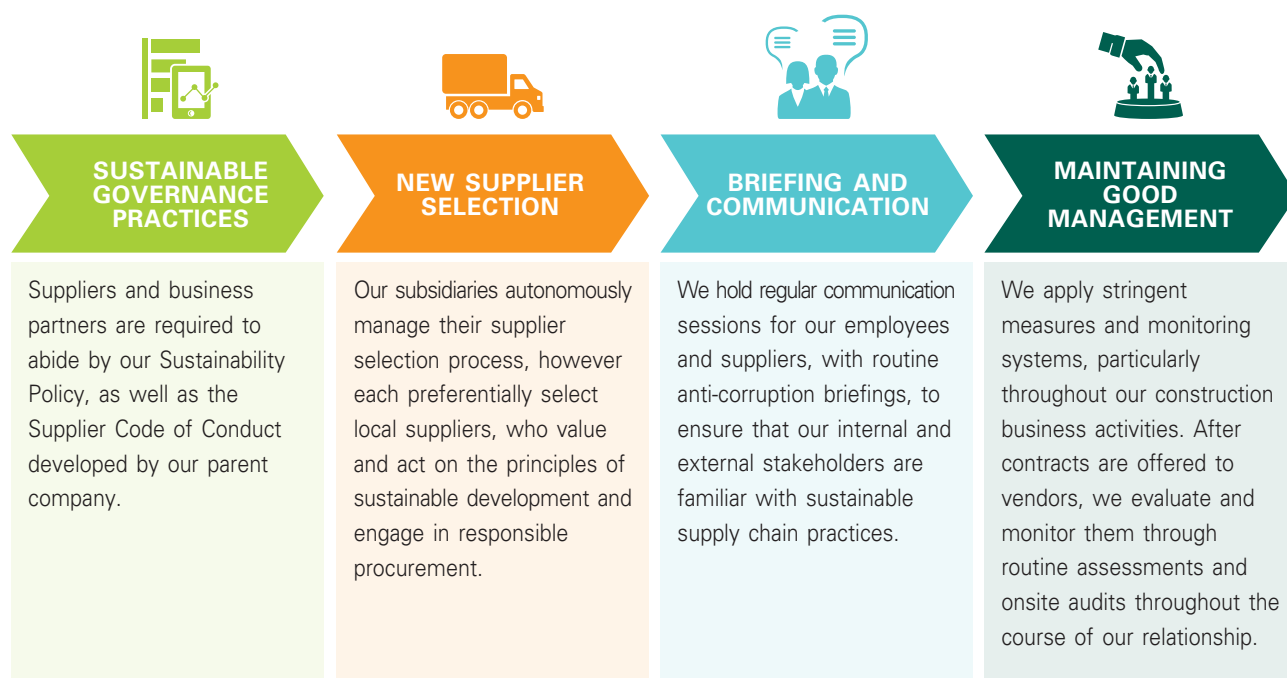 SUSTAINABLE
GOVERNANCE
PRACTICES
Suppliers and business
partners are required to
abide by our Sustainability
Policy, as well as the
Supplier Code of Conduct
developed by our parent
company.
NEW SUPPLIER
SELECTION
Our subsidiaries autonomously
manage their supplier
selection process, however
each preferentially select
local suppliers, who value
and act on the principles of
sustainable development and
engage in responsible
procurement.
BRIEFING AND
COMMUNICATION
We hold regular communication
sessions for our employees
and suppliers, with routine
anti-corruption briefings, to
ensure that our internal and
external stakeholders are
familiar with sustainable
supply chain practices.
MAINTAINING
GOOD
MANAGEMENT
We apply stringent
measures and monitoring
systems, particularly
throughout our construction
business activities. After
contracts are offered to
vendors, we evaluate and
monitor them through
routine assessments and
onsite audits throughout the
course of our relationship.